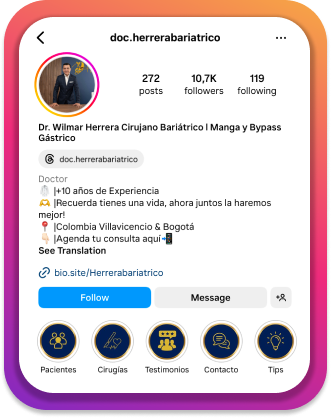 doc.herrerabariatrico
272
10,7K
119
posts
followers
following
Dr. Wilmar Herrera Cirujano Bariátrico l Manga y Bypass
Gástrico
doc.herrerabariatrico
Doctor
|+10 años de Experiencia
🫶 |Recuerda tienes una vida, ahora juntos la haremos
mejor!
📍 |Colombia Villavicencio & Bogotá
👇🏻 |Agenda tu consulta aquí📲
See Translation
bio.site/Herrerabariatrico
Follow
Message
Pacientes
Cirugías
Testimonios
Contacto
Tips